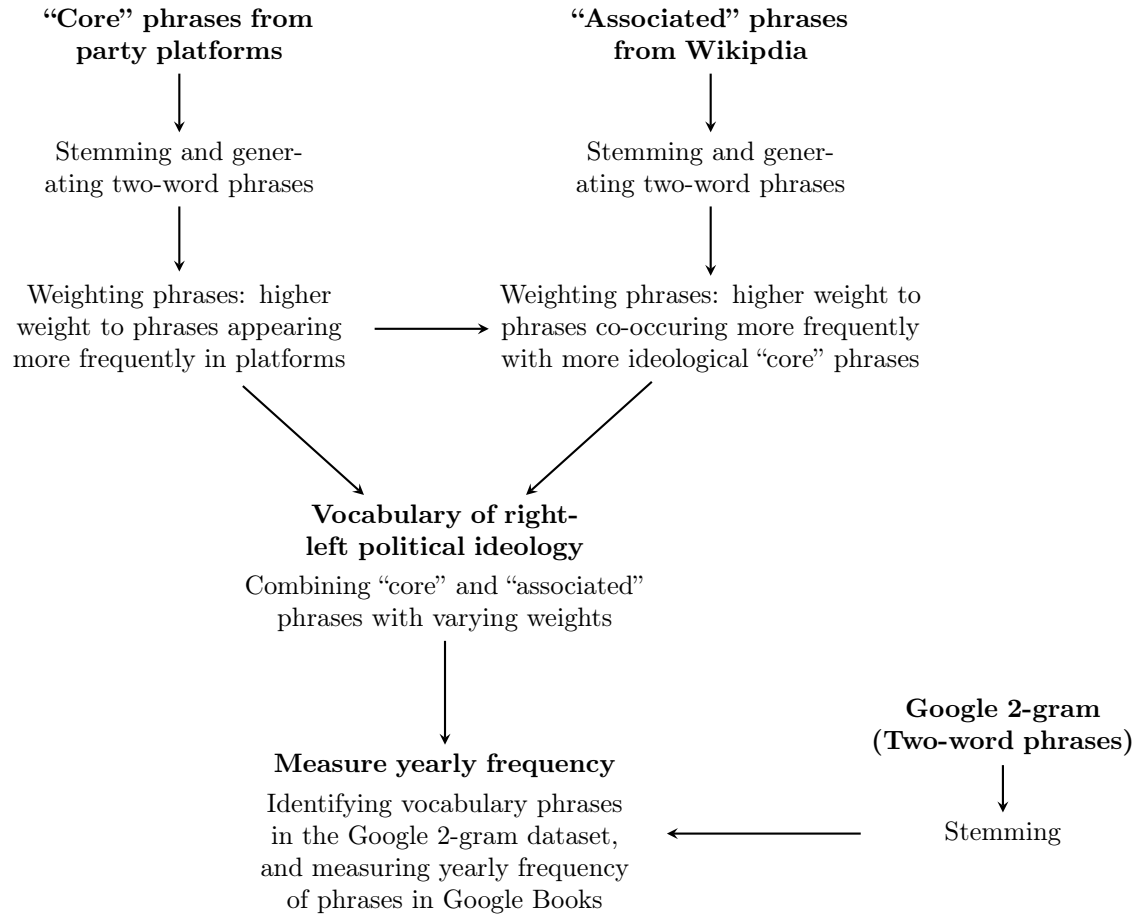 “Core” phrases from
party platforms
“Associated” phrases
from Wikipdia
Stemming and gener-
ating two-word phrases
Stemming and gener-
ating two-word phrases
Weighting phrases: higher
weight to phrases appearing
more frequently in platforms
Weighting phrases: higher weight to
phrases co-occuring more frequently
with more ideological “core” phrases
Vocabulary of right-
left political ideology
Combining “core” and “associated”
phrases with varying weights
Google 2-gram
(Two-word phrases)
Stemming
Measure yearly frequency
Identifying vocabulary phrases
in the Google 2-gram dataset,
and measuring yearly frequency
of phrases in Google Books